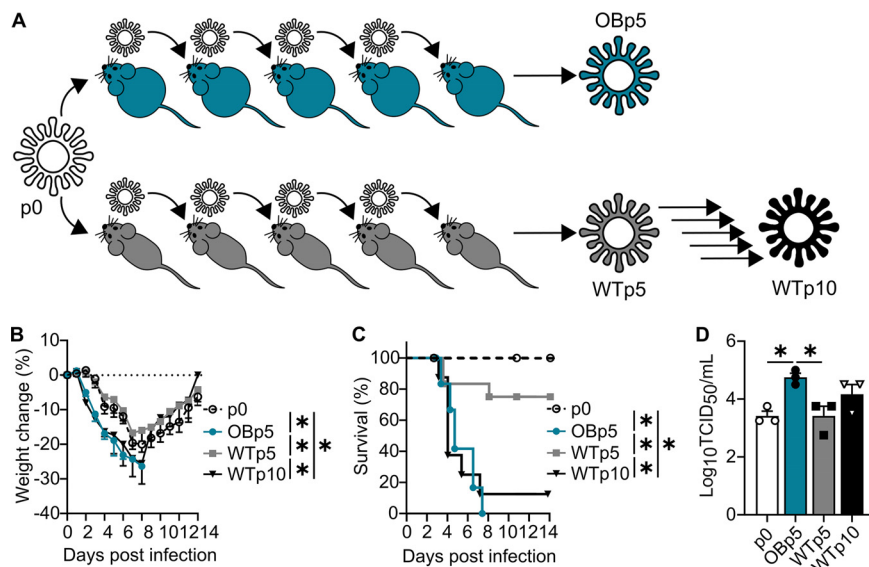 A
OBp5
p0
WTp5
WTp10
B
Weight change (%)
10
0
-10
-20
-30
-40
0 2 4 6 8 10 12 14
Days post infection
p0
OBp5
WTp5
WTp10
* * * *
C
Survival (%)
100
80
60
40
20
0
0 2 4 6 8 10 12 14
Days post infection
p0
OBp5
WTp5
WTp10
* * * *
D
Log10TCID50/mL
6
4
2
0
* *
p0
OBp5
WTp5
WTp10